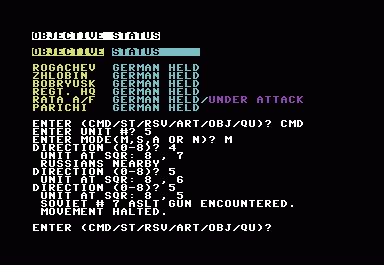 OBJECTIVE STATUS
OBJECTIVE STATUS
ROGACHEV GERMAN HELD
ZHLOBIN GERMAN HELD
BOBRYUSK GERMAN HELD
REGT. HQ GERMAN HELD
RATA A/F GERMAN HELD/UNDER ATTACK
PARICHI GERMAN HELD
ENTER (CMD/ST/RSV/ART/OBJ/QU)? CMD
ENTER UNIT #? 5
ENTER MODE(M,S,A OR N)? M
DIRECTION (0-8)? 4
UNIT AT SQR: 8 , 7
RUSSIANS NEARBY
DIRECTION (0-8)? 5
UNIT AT SQR: 8 , 6
DIRECTION (0-8)? 5
UNIT AT SQR: 8 , 5
SOVIET # 7 ASLT GUN ENCOUNTERED.
MOVEMENT HALTED.
ENTER (CMD/ST/RSV/ART/OBJ/QU)?